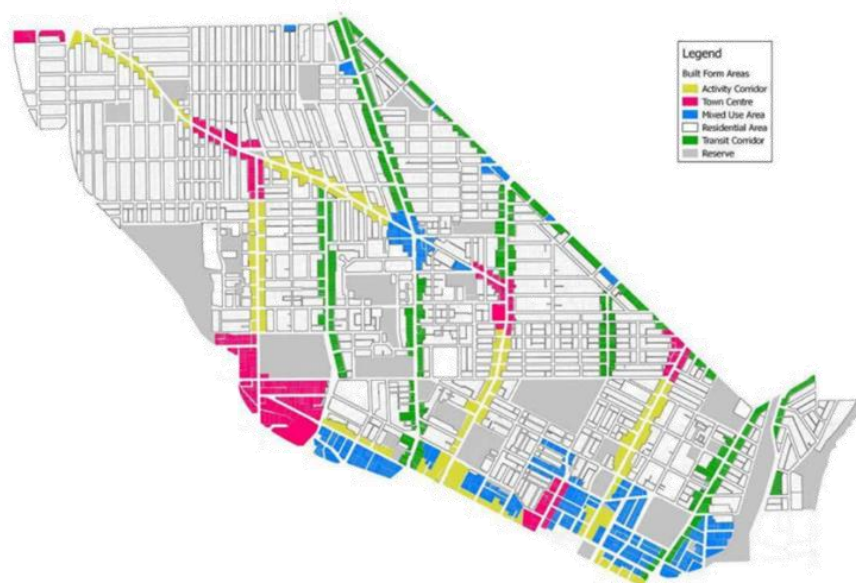 Legend
Built Form Areas
Activity Corridor
Town Centre
Mixed Use Area
Residential Area
Transit Corridor
Reserve